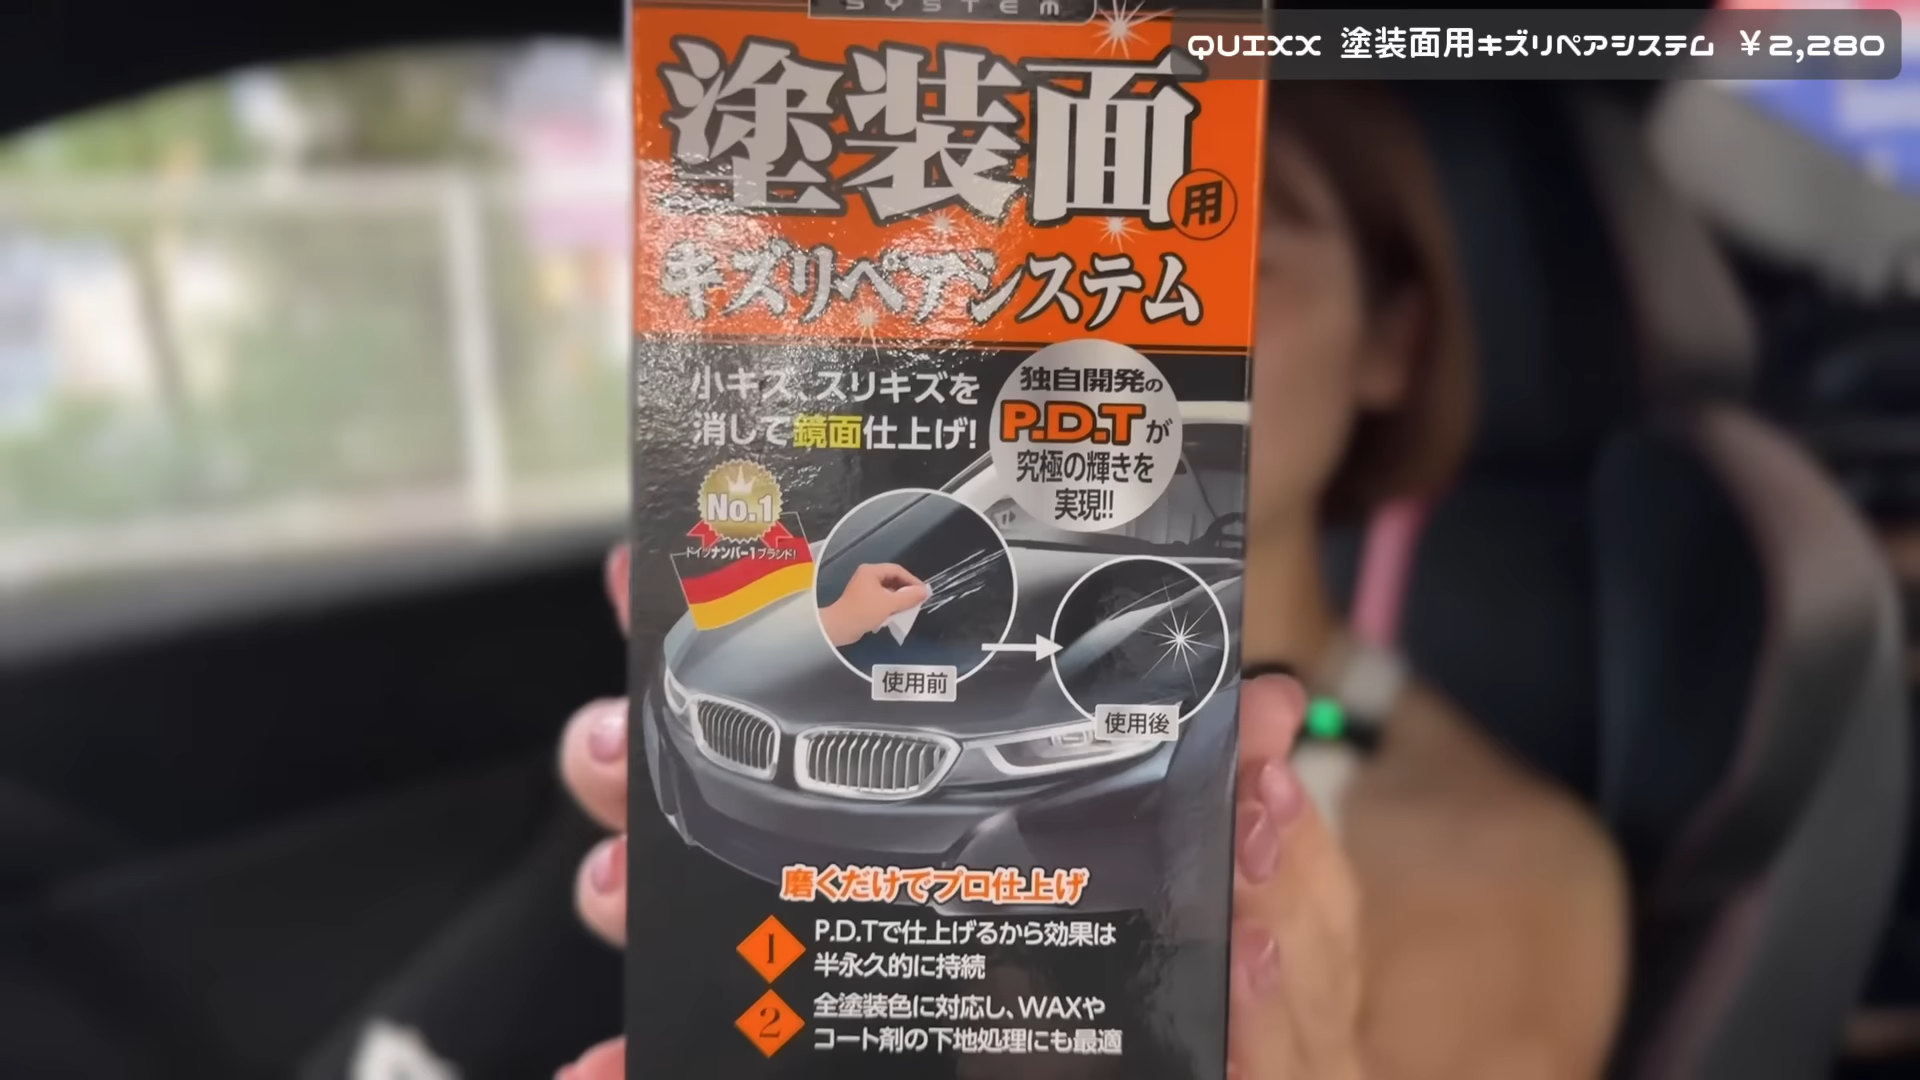 SYSTEM
QUIXX 塗装面用キズリペアシステム ￥2,280
塗装面用
キズリペアシステム
小キズ、スリキズを
消して鏡面仕上げ!
独自開発の
P.D.Tが
究極の輝きを
実現!!
No.1
ドイツナンバー1ブランド!
使用前
使用後
磨くだけでプロ仕上げ
1 P.D.Tで仕上げるから効果は
半永久的に持続
2 全塗装色に対応し、WAXや
コート剤の下地処理にも最適